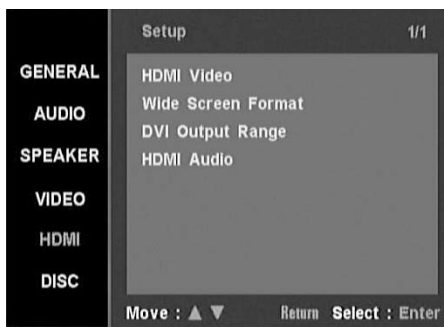 Setup 1/1
GENERAL
AUDIO
SPEAKER
VIDEO
HDMI
DISC
HDMI Video
Wide Screen Format
DVI Output Range
HDMI Audio
Move : ▲ ▼ Return Select : Enter